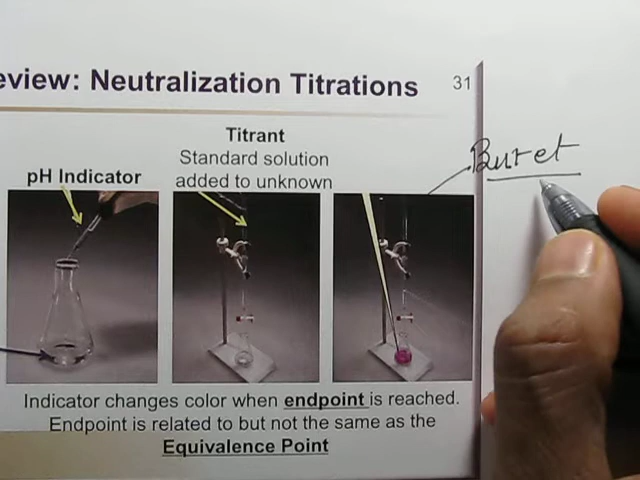 eview: Neutralization Titrations
31
Buret
Titrant
Standard solution
added to unknown
pH Indicator
Indicator changes color when endpoint is reached.
Endpoint is related to but not the same as the
Equivalence Point